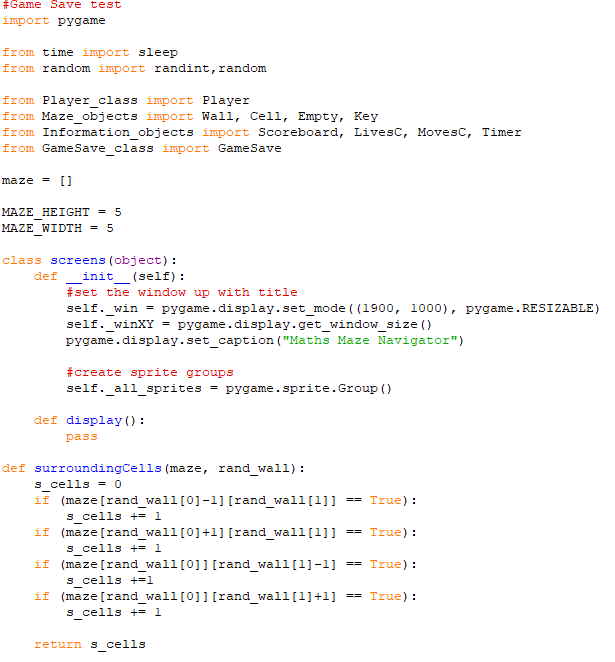 #Game Save test
import pygame

from time import sleep
from random import randint,random

from Player_class import Player
from Maze_objects import Wall, Cell, Empty, Key
from Information_objects import Scoreboard, LivesC, MovesC, Timer
from GameSave_class import GameSave

maze = []

MAZE_HEIGHT = 5
MAZE_WIDTH = 5

class screens(object):
    def __init__(self):
        #set the window up with title
        self._win = pygame.display.set_mode((1900, 1000), pygame.RESIZABLE)
        self._winXY = pygame.display.get_window_size()
        pygame.display.set_caption("Maths Maze Navigator")

        #create sprite groups
        self._all_sprites = pygame.sprite.Group()

    def display():
        pass

def surroundingCells(maze, rand_wall):
    s_cells = 0
    if (maze[rand_wall[0]-1][rand_wall[1]] == True):
        s_cells += 1
    if (maze[rand_wall[0]+1][rand_wall[1]] == True):
        s_cells += 1
    if (maze[rand_wall[0]][rand_wall[1]-1] == True):
        s_cells +=1
    if (maze[rand_wall[0]][rand_wall[1]+1] == True):
        s_cells += 1

    return s_cells